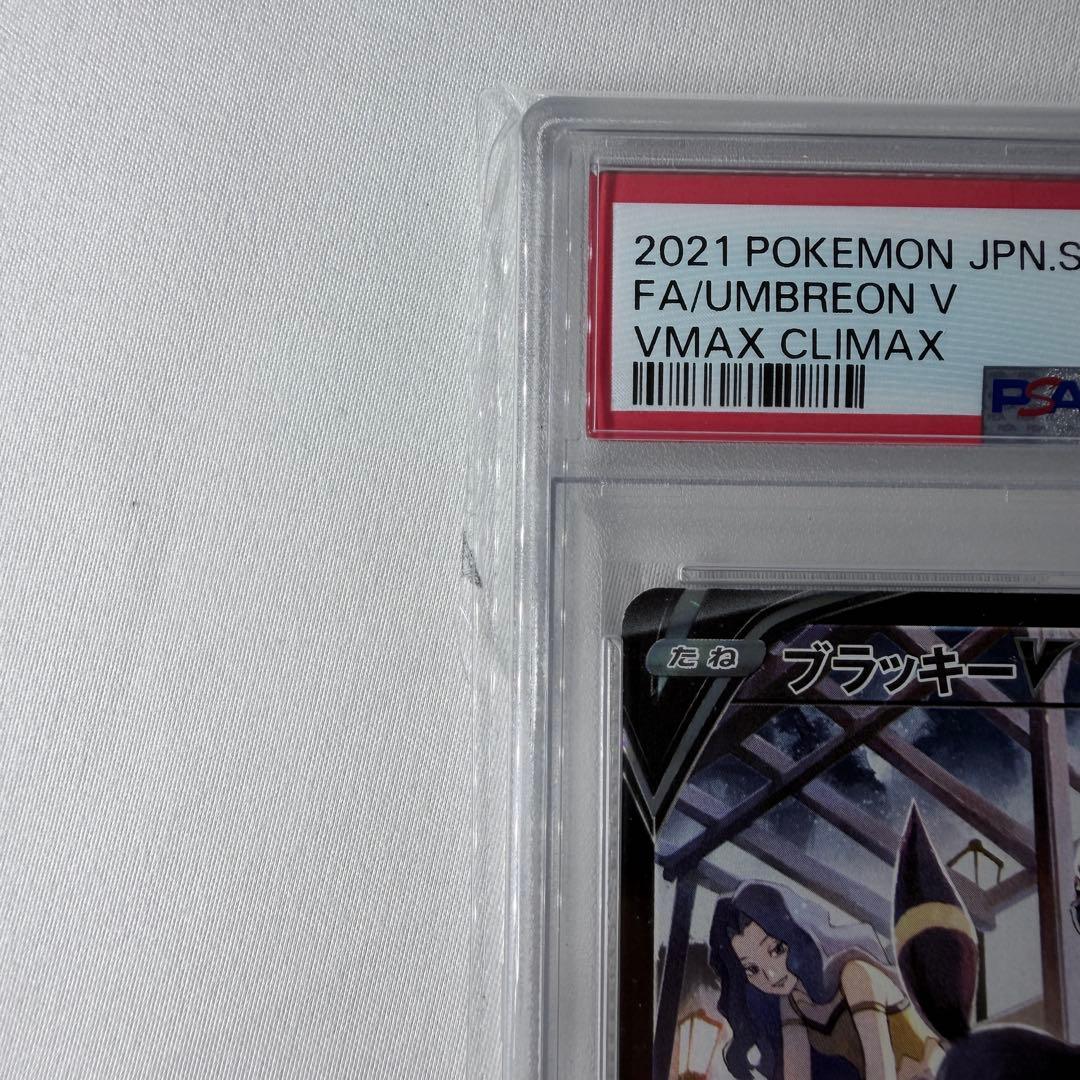 2021 POKEMON JPN.S
FA/UMBREON V
VMAX CLIMAX
PSA
たね ブラッキーV